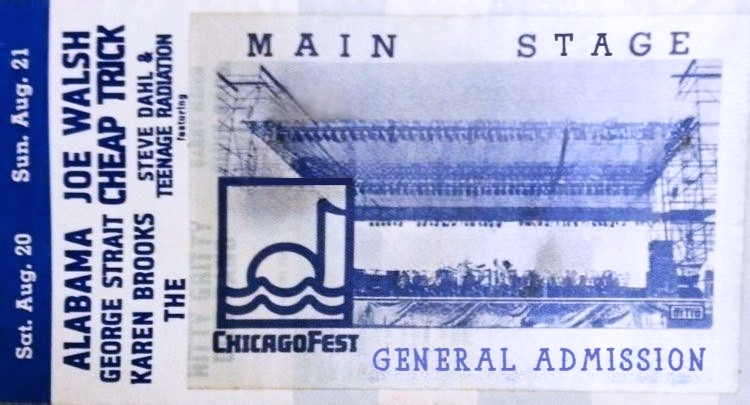 Sat. Aug. 20
Sun. Aug. 21
ALABAMA
GEORGE STRAIT
KAREN BROOKS
THE
JOE WALSH
CHEAP TRICK
STEVE DAHL &
TEENAGE RADIATION
featuring
MAIN STAGE
CHICAGOFEST
GENERAL ADMISSION